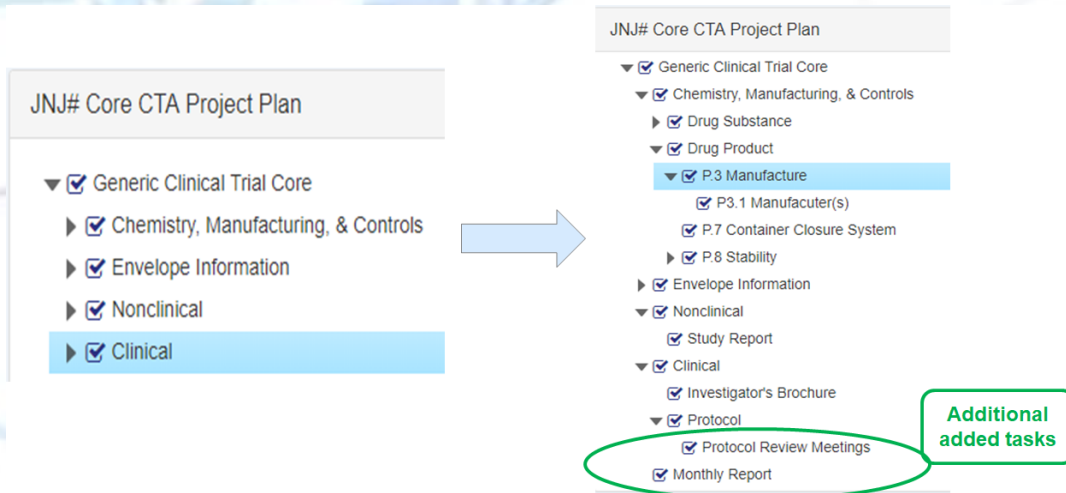 JNJ# Core CTA Project Plan
Generic Clinical Trial Core
Chemistry, Manufacturing, & Controls
Envelope Information
Nonclinical
Clinical
JNJ# Core CTA Project Plan
Generic Clinical Trial Core
Chemistry, Manufacturing, & Controls
Drug Substance
Drug Product
P.3 Manufacture
P3.1 Manufacuter(s)
P.7 Container Closure System
P.8 Stability
Envelope Information
Nonclinical
Study Report
Clinical
Investigator's Brochure
Protocol
Protocol Review Meetings
Monthly Report
Additional
added tasks